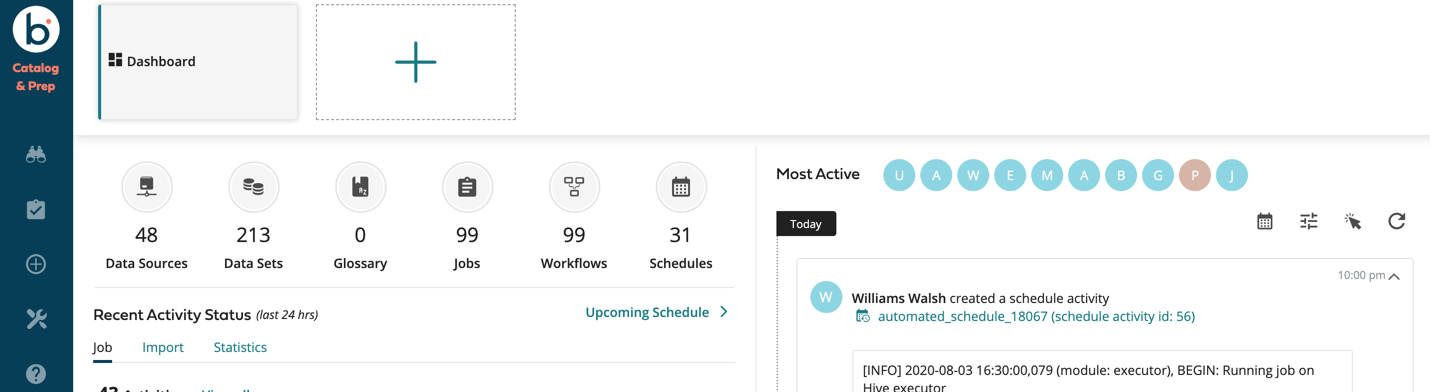 b
Catalog
& Prep
Dashboard
48
Data Sources
213
Data Sets
0
Glossary
99
Jobs
99
Workflows
31
Schedules
Recent Activity Status (last 24 hrs)
Upcoming Schedule
Job Import Statistics
Most Active U A W E M A B G P J
Today
10:00 pm
W
Williams Walsh created a schedule activity
automated_schedule_18067 (schedule activity id: 56)
[INFO] 2020-08-03 16:30:00,079 (module: executor), BEGIN: Running job on
Hive executor